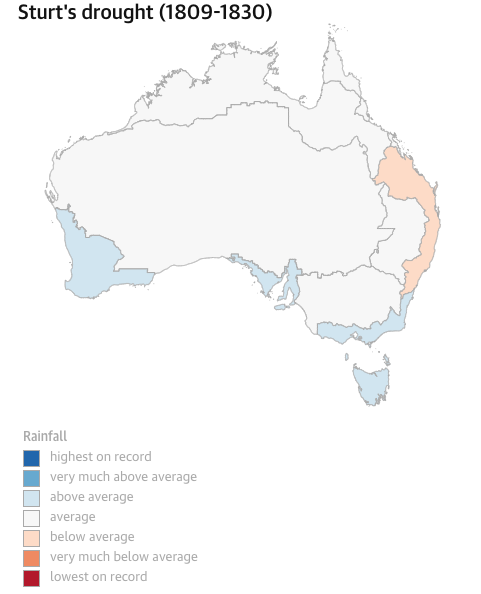 Sturt's drought (1809-1830)
Rainfall
highest on record
very much above average
above average
average
below average
very much below average
lowest on record